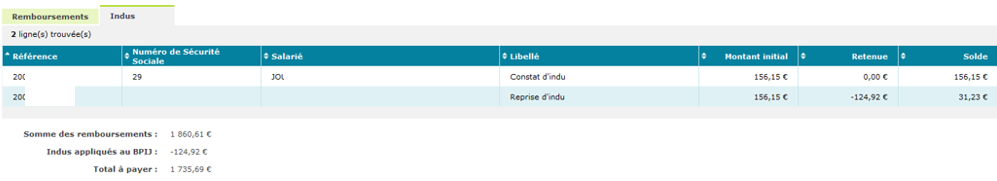 Remboursements Indus
2 ligne(s) trouvée(s)
Référence Numéro de Sécurité Sociale Salarié Libellé Montant initial Retenue Solde
200 29 JOU Constat d'indu 156,15 € 0,00 € 156,15 €
200 Reprise d'indu 156,15 € -124,92 € 31,23 €
Somme des remboursements : 1 860,61 €
Indus appliqués au BPIJ : -124,92 €
Total à payer : 1 735,69 €